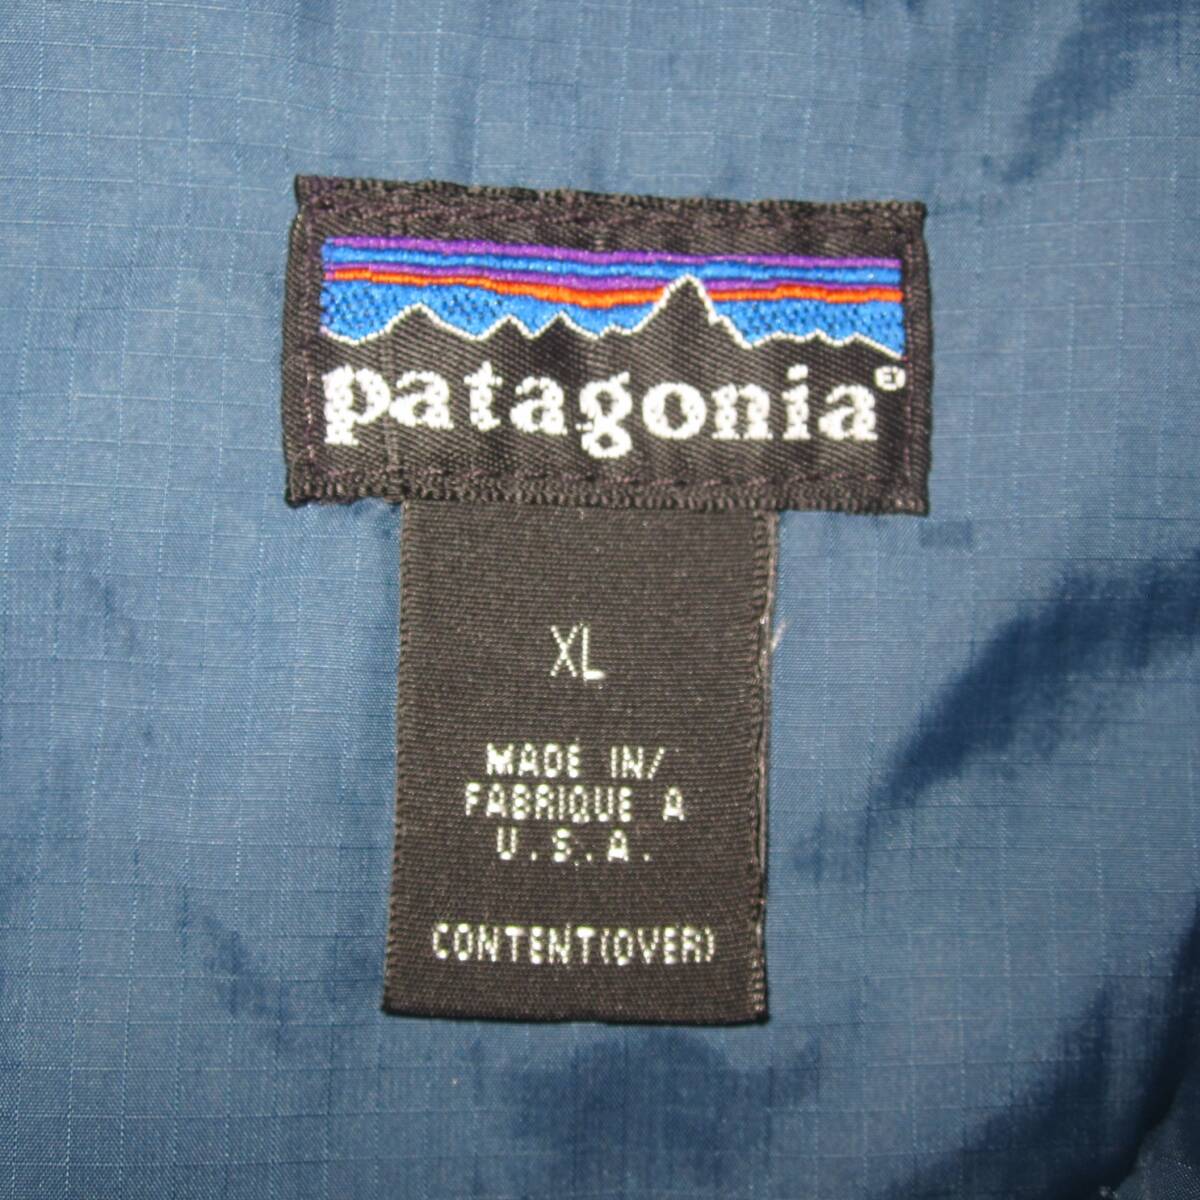 patagonia®
XL
MADE IN/
FABRIQUE A
U.S.A.
CONTENT(OVER)